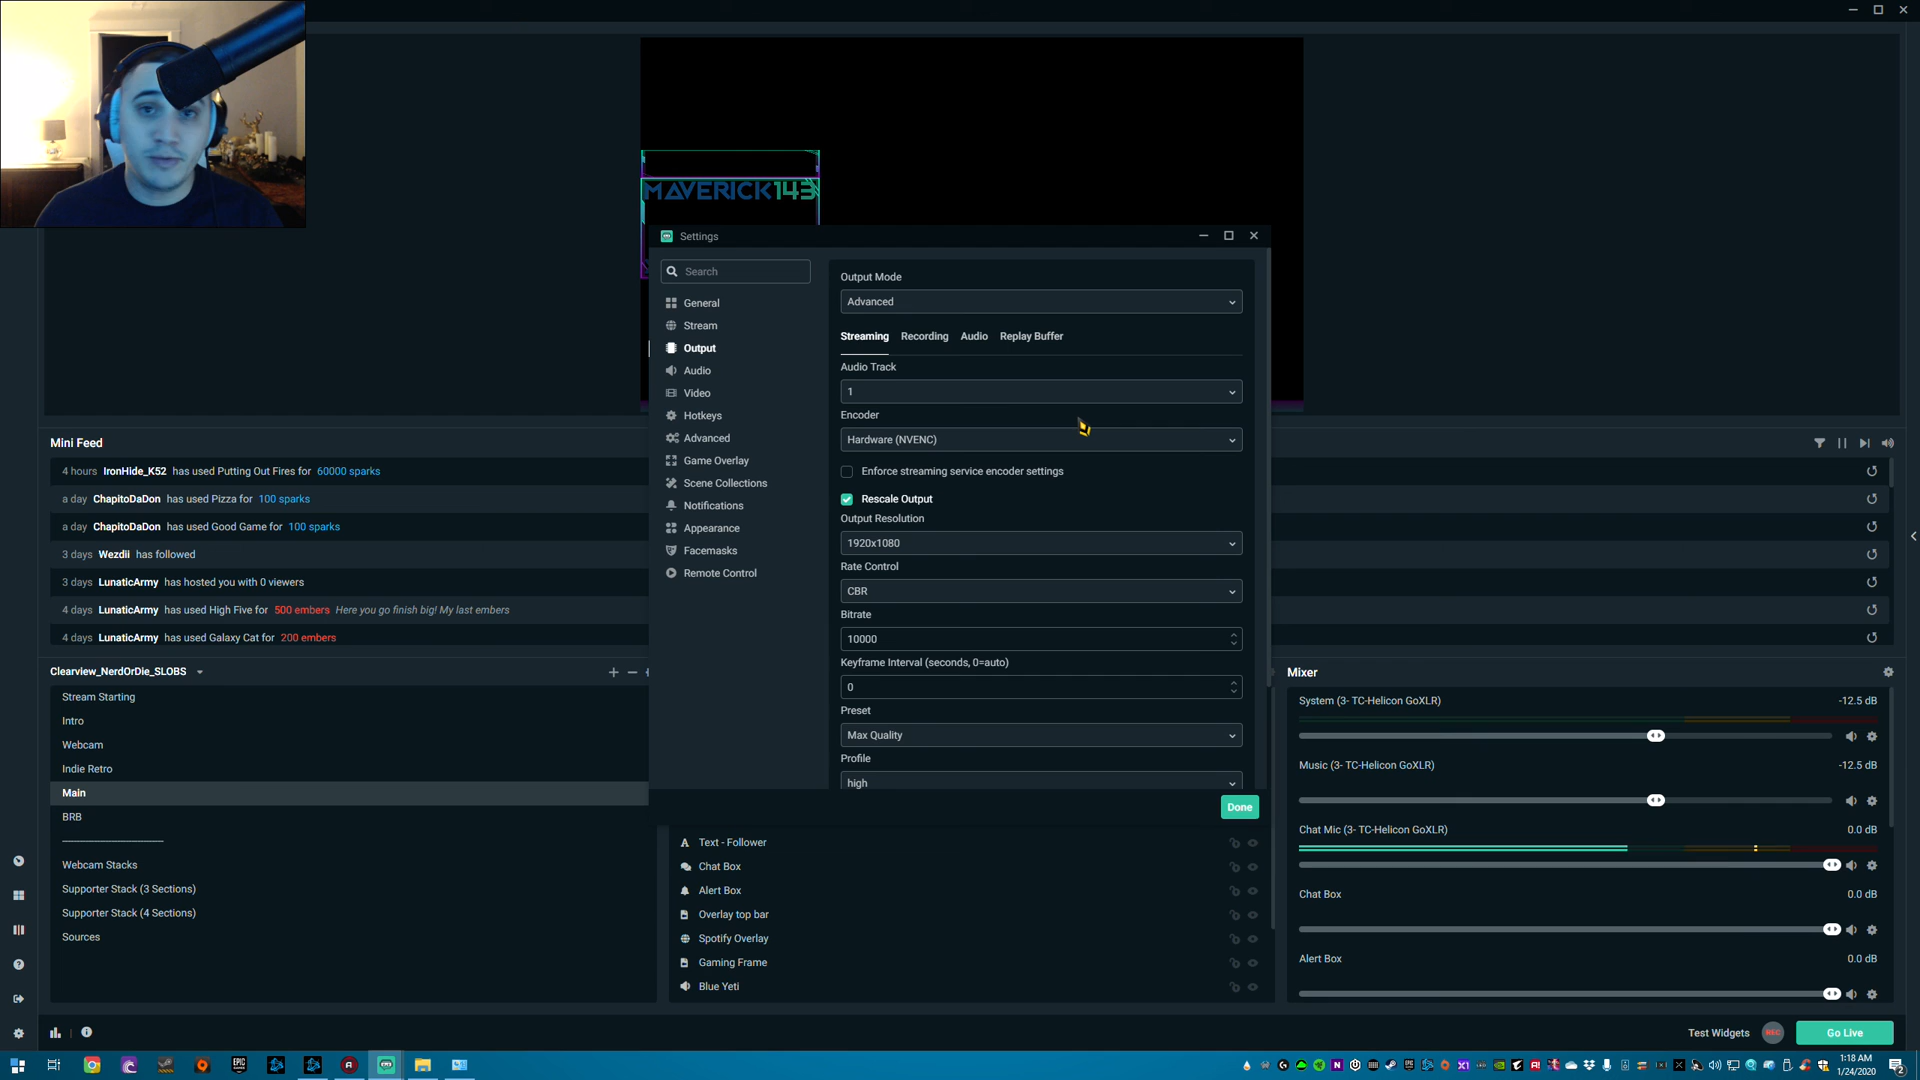 MAVERICK143
Settings
Search
General
Stream
Output
Audio
Video
Hotkeys
Advanced
Game Overlay
Scene Collections
Notifications
Appearance
Facemasks
Remote Control
Output Mode
Advanced
Streaming Recording Audio Replay Buffer
Audio Track
1
Encoder
Hardware (NVENC)
Enforce streaming service encoder settings
Rescale Output
Output Resolution
1920x1080
Rate Control
CBR
Bitrate
10000
Keyframe Interval (seconds, 0=auto)
0
Preset
Max Quality
Profile
high
Done
Mini Feed
4 hours IronHide_K52 has used Putting Out Fires for 60000 sparks
a day ChapitoDaDon has used Pizza for 100 sparks
a day ChapitoDaDon has used Good Game for 100 sparks
3 days Wezdii has followed
3 days LunaticArmy has hosted you with 0 viewers
4 days LunaticArmy has used High Five for 500 embers Here you go finish big! My last embers
4 days LunaticArmy has used Galaxy Cat for 200 embers
Clearview_NerdOrDie_SLOBS
Stream Starting
Intro
Webcam
Indie Retro
Main
BRB
Webcam Stacks
Supporter Stack (3 Sections)
Supporter Stack (4 Sections)
Sources
Text - Follower
Chat Box
Alert Box
Overlay top bar
Spotify Overlay
Gaming Frame
Blue Yeti
Mixer
System (3- TC-Helicon GoXLR) -12.5 dB
Music (3- TC-Helicon GoXLR) -12.5 dB
Chat Mic (3- TC-Helicon GoXLR) 0.0 dB
Chat Box 0.0 dB
Alert Box 0.0 dB
Test Widgets REC Go Live
EPIC GAMES
1:18 AM
1/24/2020